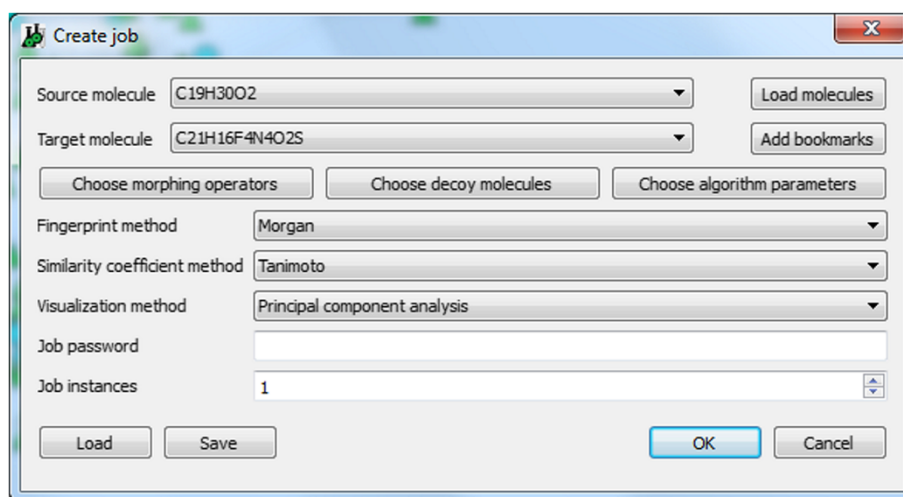 Create job
Source molecule C19H30O2 Load molecules
Target molecule C21H16F4N4O2S Add bookmarks
Choose morphing operators Choose decoy molecules Choose algorithm parameters
Fingerprint method Morgan
Similarity coefficient method Tanimoto
Visualization method Principal component analysis
Job password
Job instances 1
Load Save OK Cancel